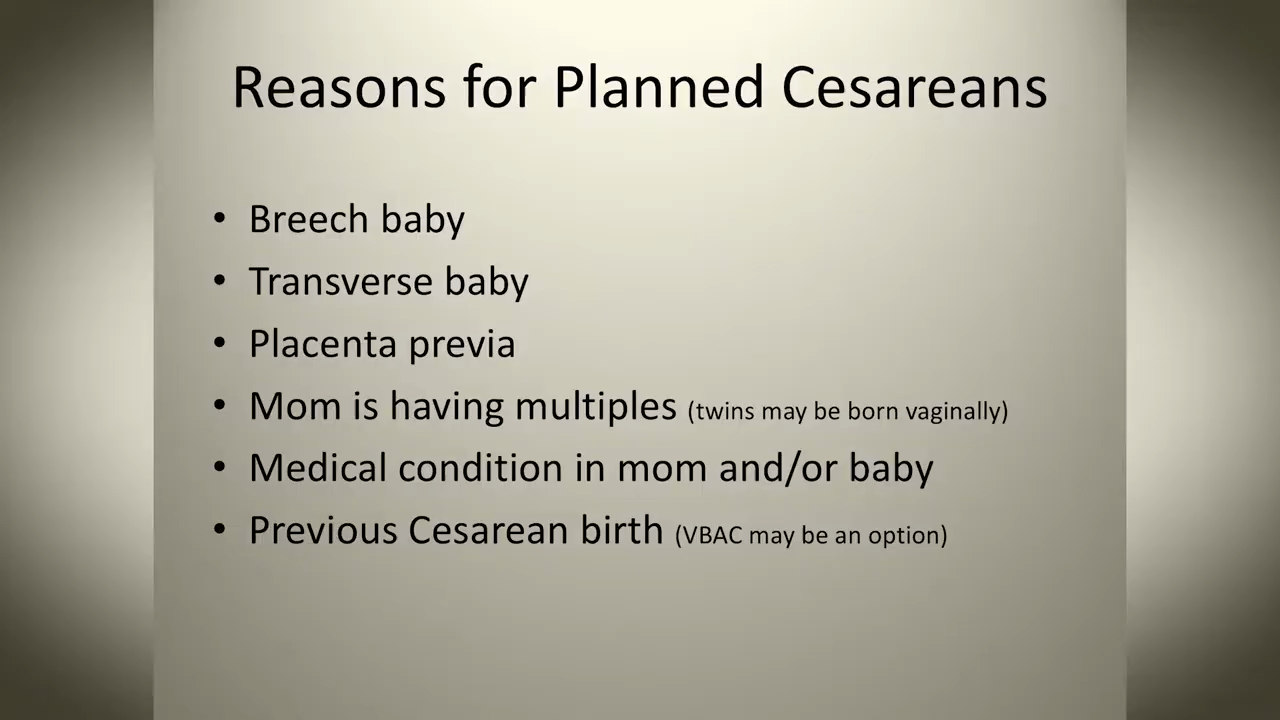 Reasons for Planned Cesareans
• Breech baby
• Transverse baby
• Placenta previa
• Mom is having multiples (twins may be born vaginally)
• Medical condition in mom and/or baby
• Previous Cesarean birth (VBAC may be an option)